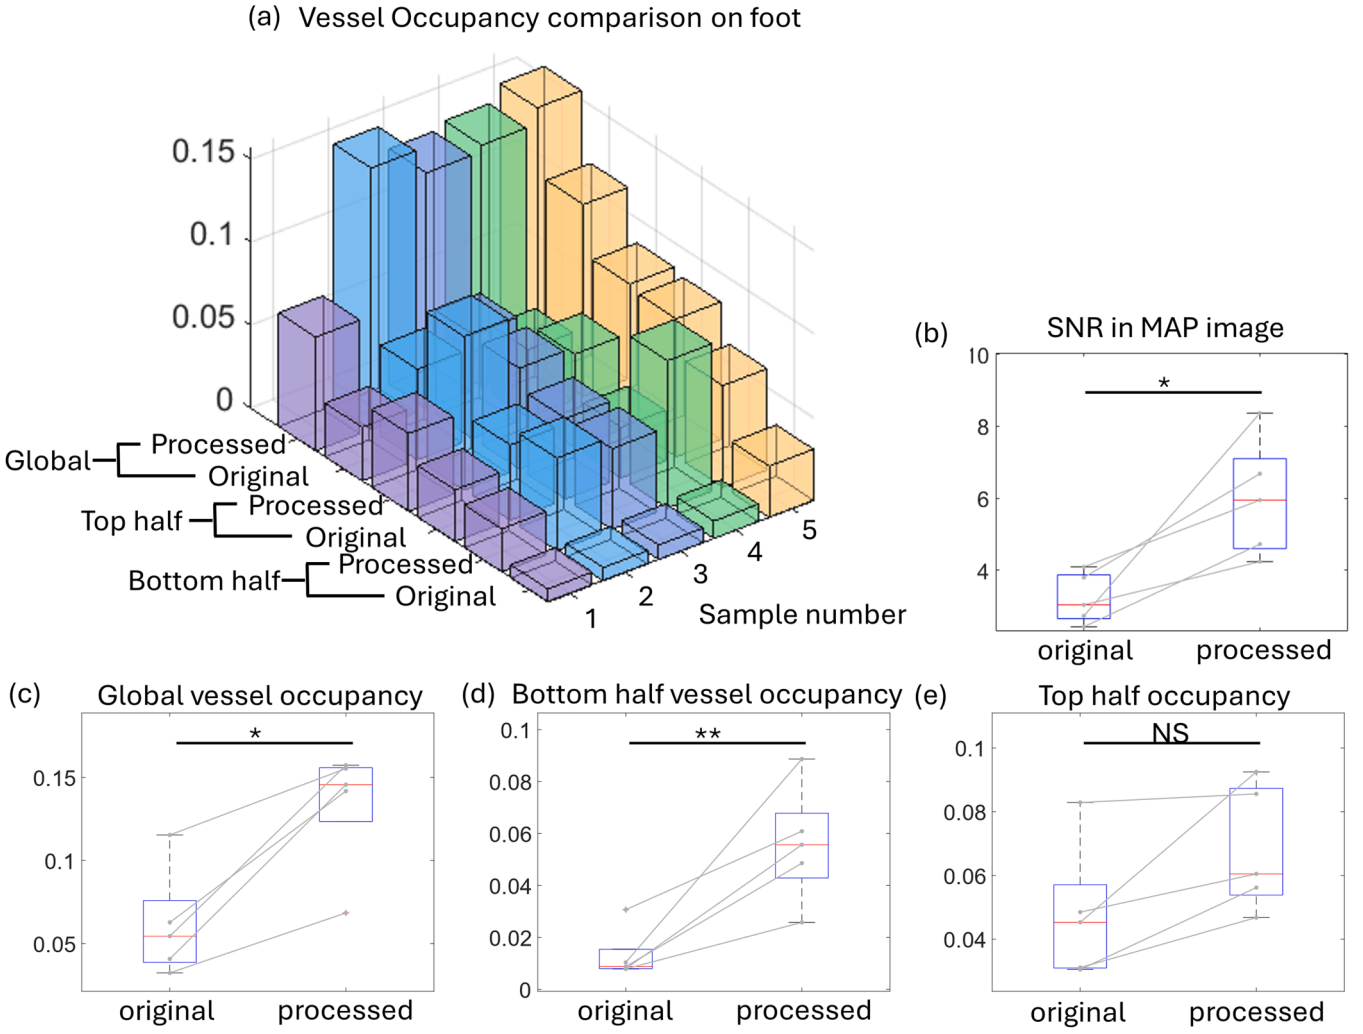 (a) Vessel Occupancy comparison on foot
0.15
0.1
0.05
0
Global
Processed
Original
Top half
Processed
Original
Bottom half
Processed
Original
1
2
3
4
5
Sample number
(b)
SNR in MAP image
10
8
6
4
*
original
processed
(c)
Global vessel occupancy
0.15
0.1
0.05
*
original
processed
(d)
Bottom half vessel occupancy
0.1
0.08
0.06
0.04
0.02
0
**
original
processed
(e)
Top half occupancy
0.1
0.08
0.06
0.04
NS
original
processed